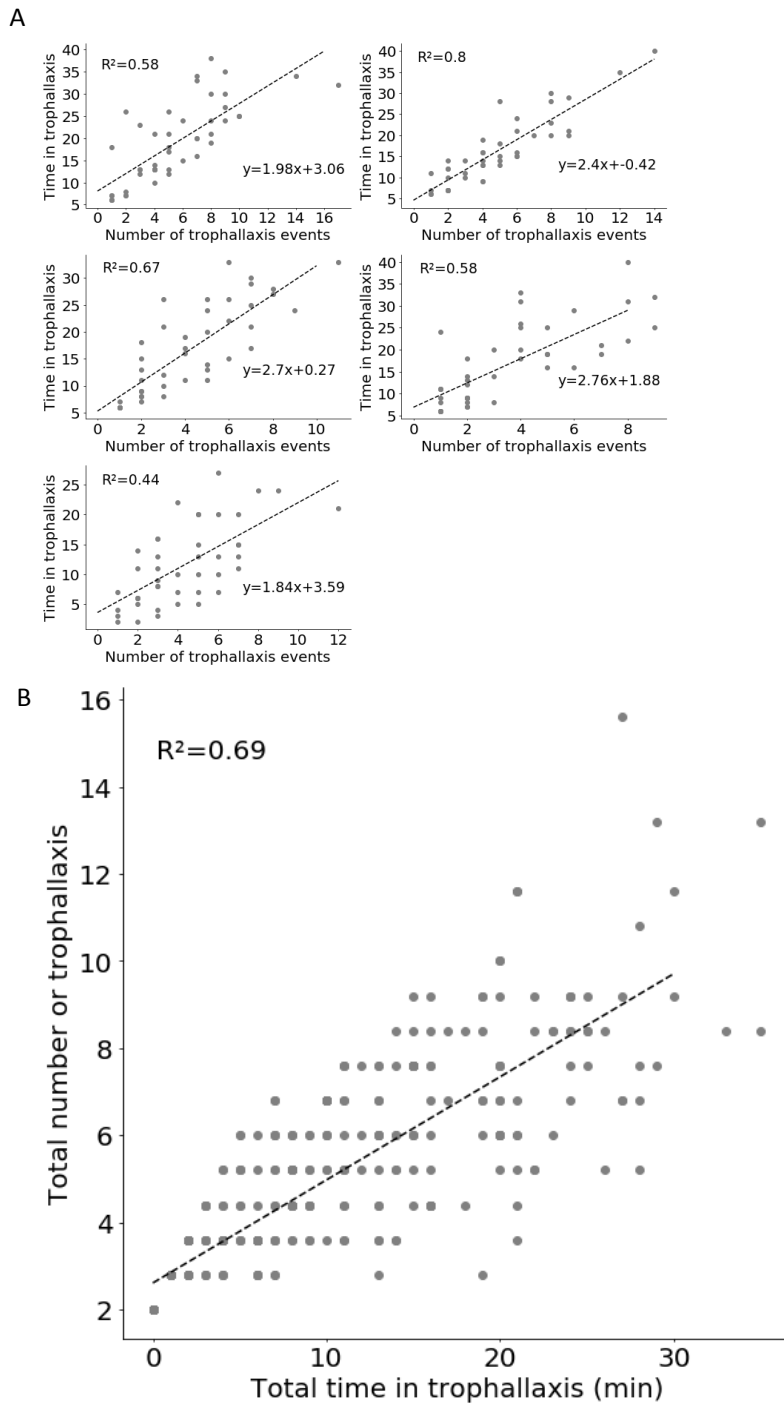 A
R²=0.58
y=1.98x+3.06
Time in trophallaxis
40
35
30
25
20
15
10
5
0 2 4 6 8 10 12 14 16
Number of trophallaxis events
R²=0.8
y=2.4x+-0.42
Time in trophallaxis
40
35
30
25
20
15
10
5
0 2 4 6 8 10 12 14
Number of trophallaxis events
R²=0.67
y=2.7x+0.27
Time in trophallaxis
30
25
20
15
10
5
0 2 4 6 8 10
Number of trophallaxis events
R²=0.58
y=2.76x+1.88
Time in trophallaxis
40
35
30
25
20
15
10
5
0 2 4 6 8
Number of trophallaxis events
R²=0.44
y=1.84x+3.59
Time in trophallaxis
25
20
15
10
5
0 2 4 6 8 10 12
Number of trophallaxis events
B
R²=0.69
Total number or trophallaxis
16
14
12
10
8
6
4
2
0 10 20 30
Total time in trophallaxis (min)